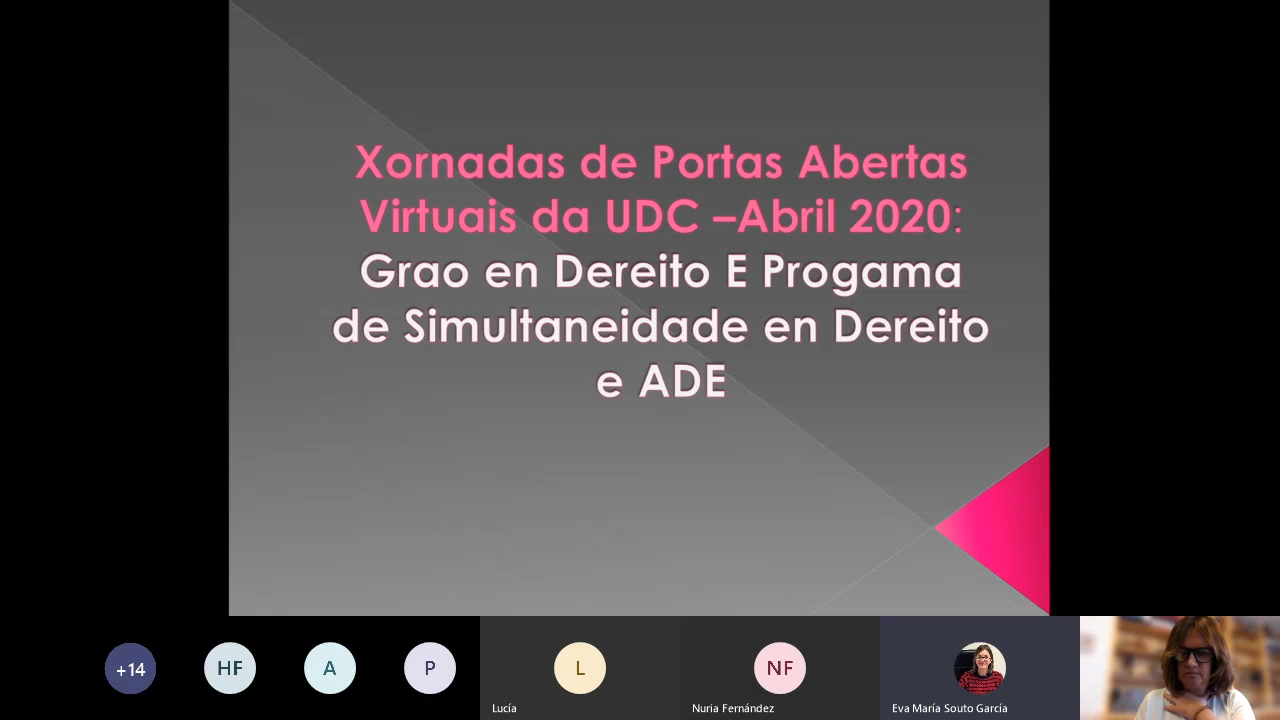 Xornadas de Portas Abertas
Virtuais da UDC –Abril 2020:
Grao en Dereito E Progama
de Simultaneidade en Dereito
e ADE
+14
HF
A
P
L
NF
Lucía
Nuria Fernández
Eva María Souto García